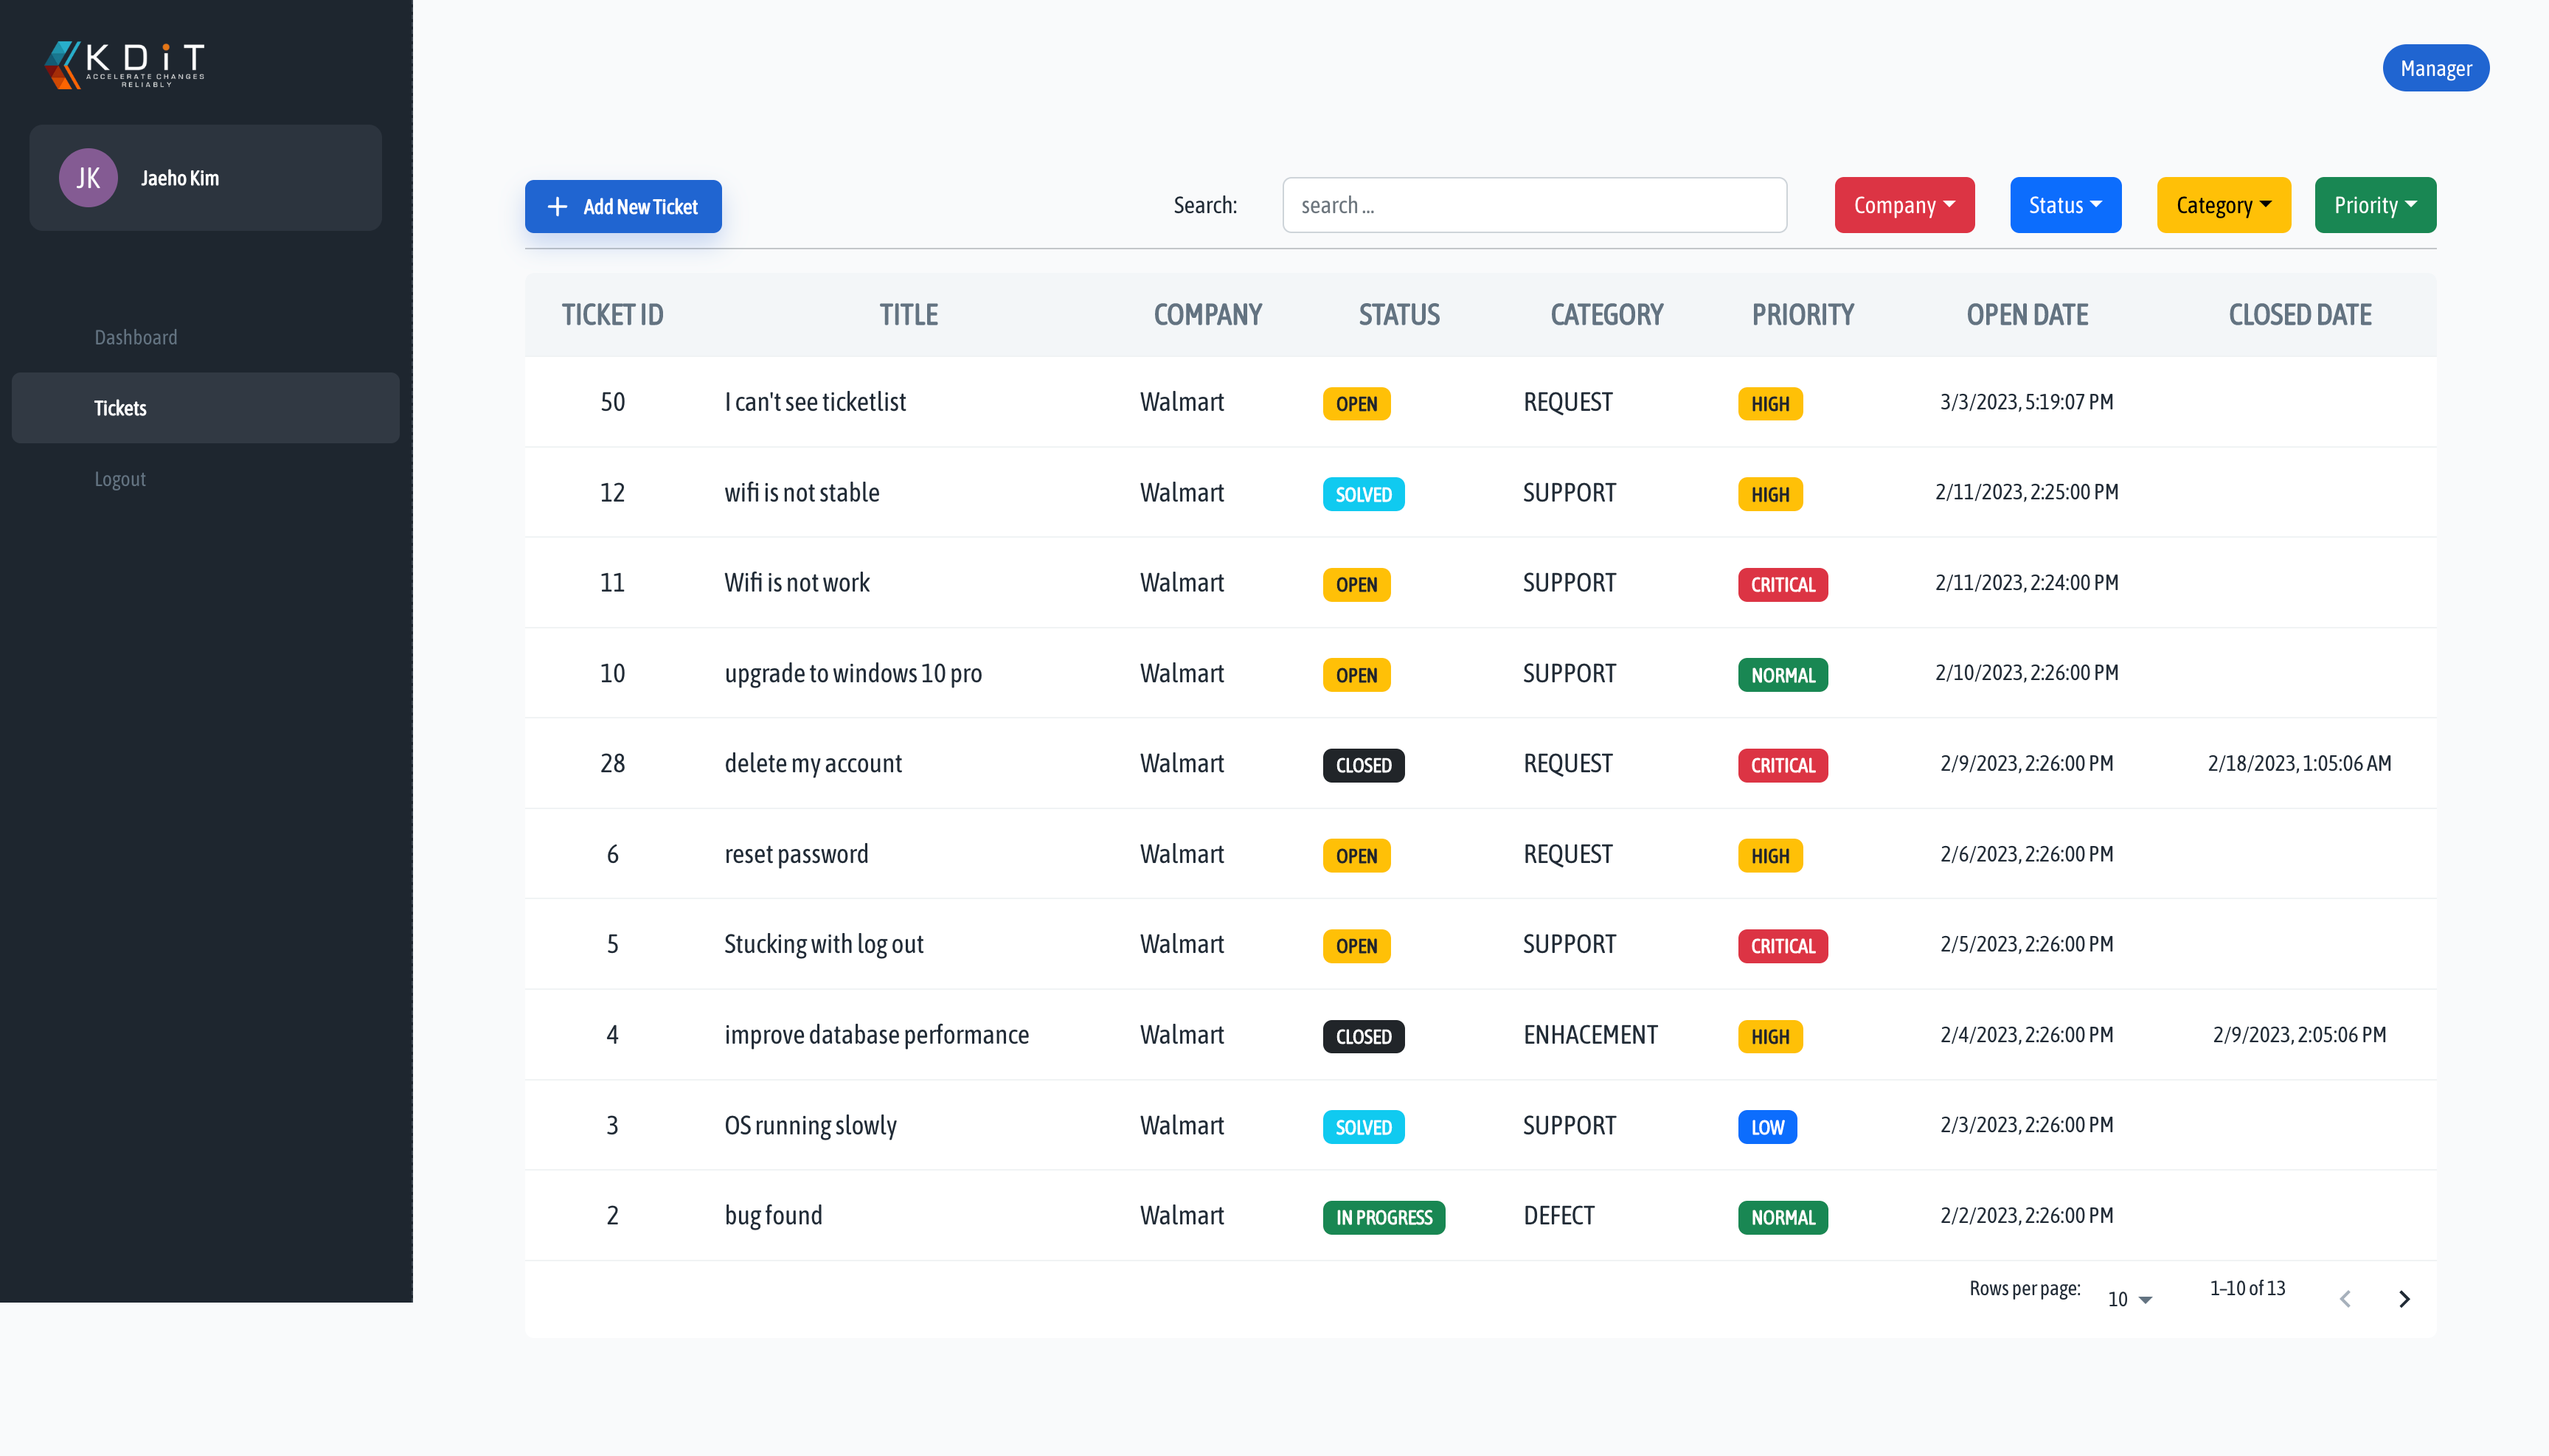 KDiT
ACCELERATE CHANGES
RELIABLY
Manager
JK Jaeho Kim
Dashboard
Tickets
Logout
Add New Ticket Search: search ... Company Status Category Priority
TICKET ID TITLE COMPANY STATUS CATEGORY PRIORITY OPEN DATE CLOSED DATE
50 I can't see ticketlist Walmart OPEN REQUEST HIGH 3/3/2023, 5:19:07 PM
12 wifi is not stable Walmart SOLVED SUPPORT HIGH 2/11/2023, 2:25:00 PM
11 Wifi is not work Walmart OPEN SUPPORT CRITICAL 2/11/2023, 2:24:00 PM
10 upgrade to windows 10 pro Walmart OPEN SUPPORT NORMAL 2/10/2023, 2:26:00 PM
28 delete my account Walmart CLOSED REQUEST CRITICAL 2/9/2023, 2:26:00 PM 2/18/2023, 1:05:06 AM
6 reset password Walmart OPEN REQUEST HIGH 2/6/2023, 2:26:00 PM
5 Stucking with log out Walmart OPEN SUPPORT CRITICAL 2/5/2023, 2:26:00 PM
4 improve database performance Walmart CLOSED ENHACEMENT HIGH 2/4/2023, 2:26:00 PM 2/9/2023, 2:05:06 PM
3 OS running slowly Walmart SOLVED SUPPORT LOW 2/3/2023, 2:26:00 PM
2 bug found Walmart IN PROGRESS DEFECT NORMAL 2/2/2023, 2:26:00 PM
Rows per page: 10 1–10 of 13